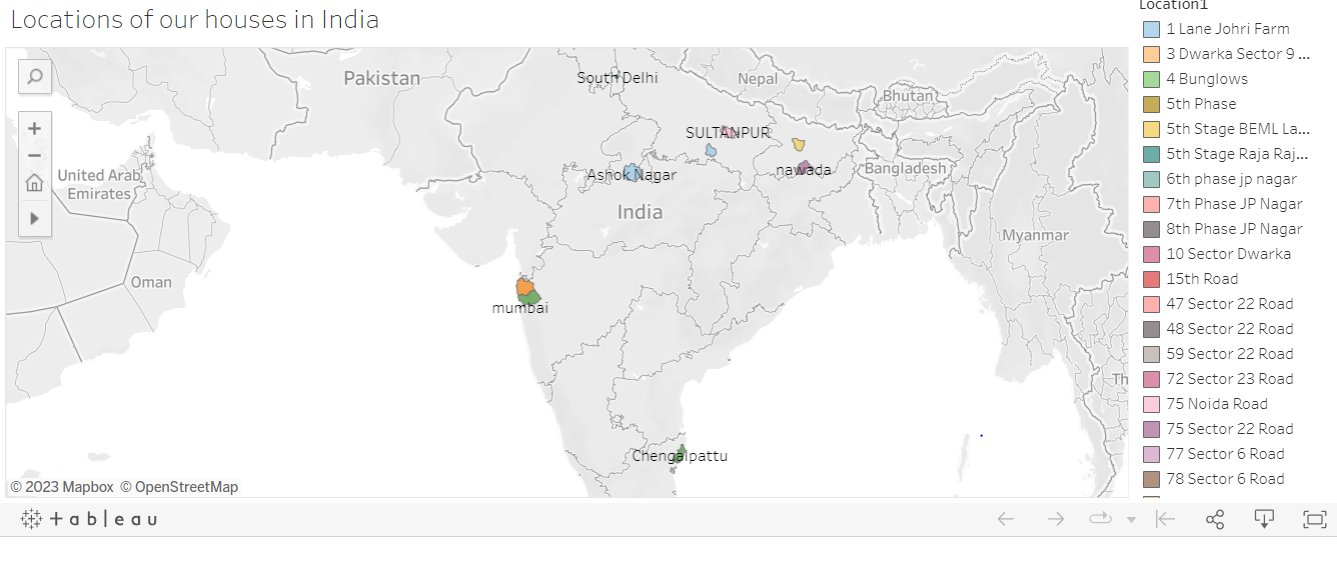 Locations of our houses in India
Location1
1 Lane Johri Farm
3 Dwarka Sector 9 ...
4 Bunglows
5th Phase
5th Stage BEML La...
5th Stage Raja Raj...
6th phase jp nagar
7th Phase JP Nagar
8th Phase JP Nagar
10 Sector Dwarka
15th Road
47 Sector 22 Road
48 Sector 22 Road
59 Sector 22 Road
72 Sector 23 Road
75 Noida Road
75 Sector 22 Road
77 Sector 6 Road
78 Sector 6 Road
Pakistan
South Delhi
Nepal
Bhutan
SULTANPUR
United Arab
Emirates
Ashok Nagar
nawada
Bangladesh
India
Myanmar
Oman
mumbai
Th
Chengalpattu
© 2023 Mapbox © OpenStreetMap
+ a b | e a u